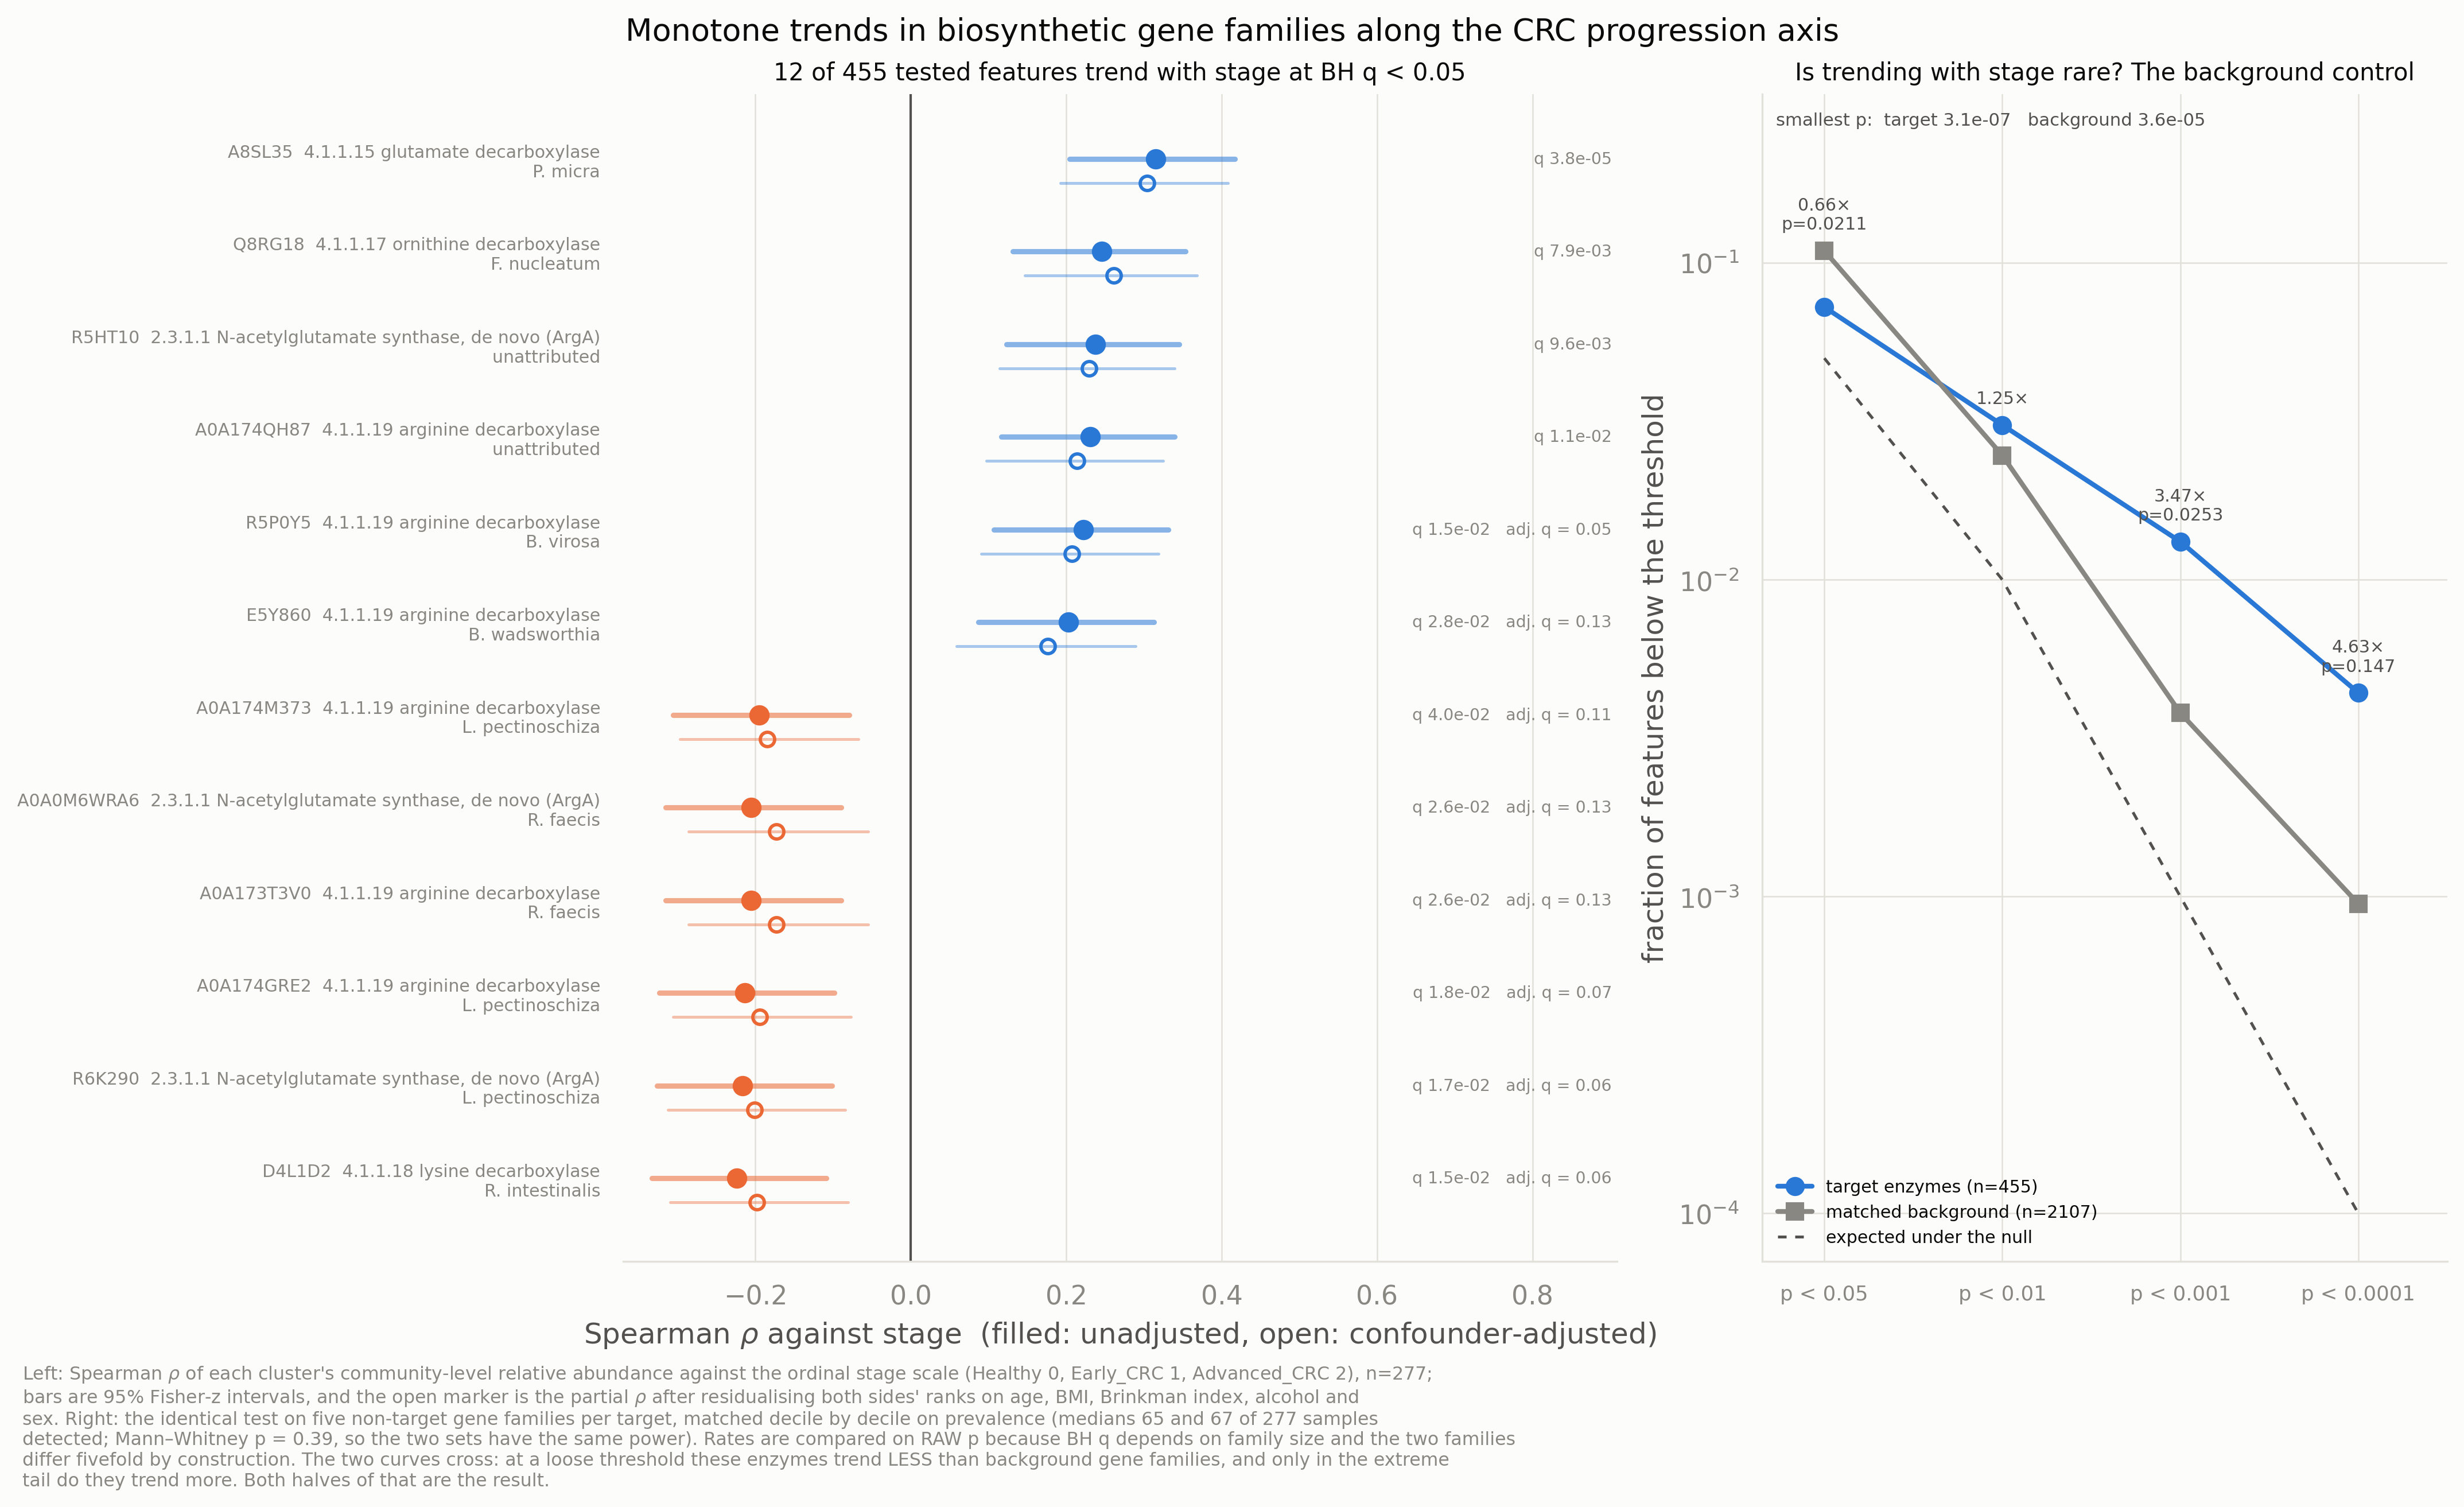 Monotone trends in biosynthetic gene families along the CRC progression axis
12 of 455 tested features trend with stage at BH q < 0.05
A8SL35  4.1.1.15 glutamate decarboxylase
P. micra
q 3.8e-05
Q8RG18  4.1.1.17 ornithine decarboxylase
F. nucleatum
q 7.9e-03
R5HT10  2.3.1.1 N-acetylglutamate synthase, de novo (ArgA)
unattributed
q 9.6e-03
A0A174QH87  4.1.1.19 arginine decarboxylase
unattributed
q 1.1e-02
R5P0Y5  4.1.1.19 arginine decarboxylase
B. virosa
q 1.5e-02   adj. q = 0.05
E5Y860  4.1.1.19 arginine decarboxylase
B. wadsworthia
q 2.8e-02   adj. q = 0.13
A0A174M373  4.1.1.19 arginine decarboxylase
L. pectinoschiza
q 4.0e-02   adj. q = 0.11
A0A0M6WRA6  2.3.1.1 N-acetylglutamate synthase, de novo (ArgA)
R. faecis
q 2.6e-02   adj. q = 0.13
A0A173T3V0  4.1.1.19 arginine decarboxylase
R. faecis
q 2.6e-02   adj. q = 0.13
A0A174GRE2  4.1.1.19 arginine decarboxylase
L. pectinoschiza
q 1.8e-02   adj. q = 0.07
R6K290  2.3.1.1 N-acetylglutamate synthase, de novo (ArgA)
L. pectinoschiza
q 1.7e-02   adj. q = 0.06
D4L1D2  4.1.1.18 lysine decarboxylase
R. intestinalis
q 1.5e-02   adj. q = 0.06
−0.2 0.0 0.2 0.4 0.6 0.8
Spearman ρ against stage  (filled: unadjusted, open: confounder-adjusted)
Is trending with stage rare? The background control
smallest p:  target 3.1e-07   background 3.6e-05
fraction of features below the threshold
10⁻¹
10⁻²
10⁻³
10⁻⁴
0.66×
p=0.0211
1.25×
3.47×
p=0.0253
4.63×
p=0.147
target enzymes (n=455)
matched background (n=2107)
expected under the null
p < 0.05 p < 0.01 p < 0.001 p < 0.0001
Left: Spearman ρ of each cluster's community-level relative abundance against the ordinal stage scale (Healthy 0, Early_CRC 1, Advanced_CRC 2), n=277;
bars are 95% Fisher-z intervals, and the open marker is the partial ρ after residualising both sides' ranks on age, BMI, Brinkman index, alcohol and
sex. Right: the identical test on five non-target gene families per target, matched decile by decile on prevalence (medians 65 and 67 of 277 samples
detected; Mann–Whitney p = 0.39, so the two sets have the same power). Rates are compared on RAW p because BH q depends on family size and the two families
differ fivefold by construction. The two curves cross: at a loose threshold these enzymes trend LESS than background gene families, and only in the extreme
tail do they trend more. Both halves of that are the result.